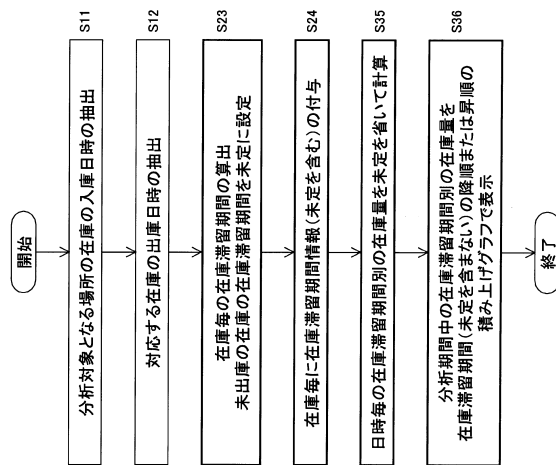 開始
S11
分析対象となる場所の在庫の入庫日時の抽出
S12
対応する在庫の出庫日時の抽出
S23
在庫毎の在庫滞留期間の算出
未出庫の在庫の在庫滞留期間を未定に設定
S24
在庫毎に在庫滞留期間情報(未定を含む)の付与
S35
日時毎の在庫滞留期間別の在庫量を未定を省いて計算
S36
分析期間中の在庫滞留期間別の在庫量を
在庫滞留期間(未定を含まない)の降順または昇順の
積み上げグラフで表示
終了